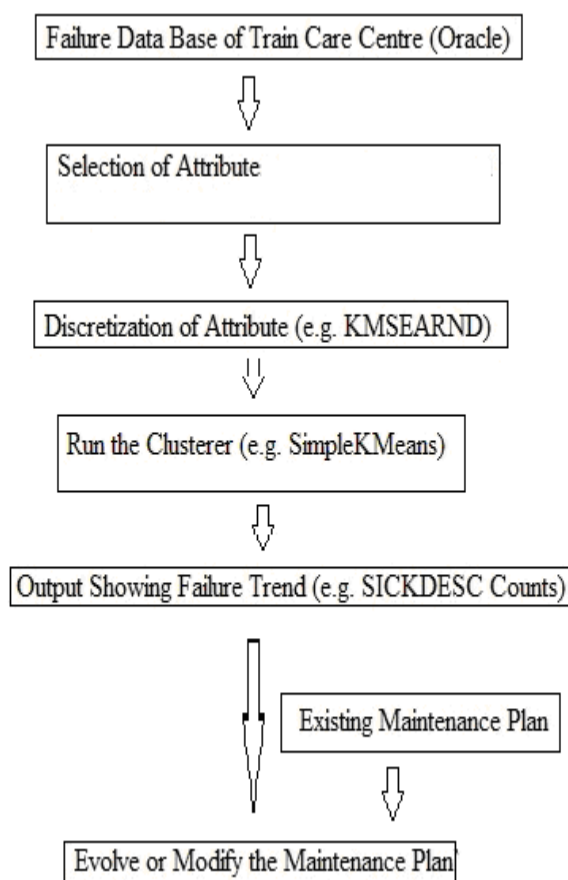 Failure Data Base of Train Care Centre (Oracle)
Selection of Attribute
Discretization of Attribute (e.g. KMSEARND)
Run the Clusterer (e.g. SimpleKMeans)
Output Showing Failure Trend (e.g. SICKDESC Counts)
Existing Maintenance Plan
Evolve or Modify the Maintenance Plan